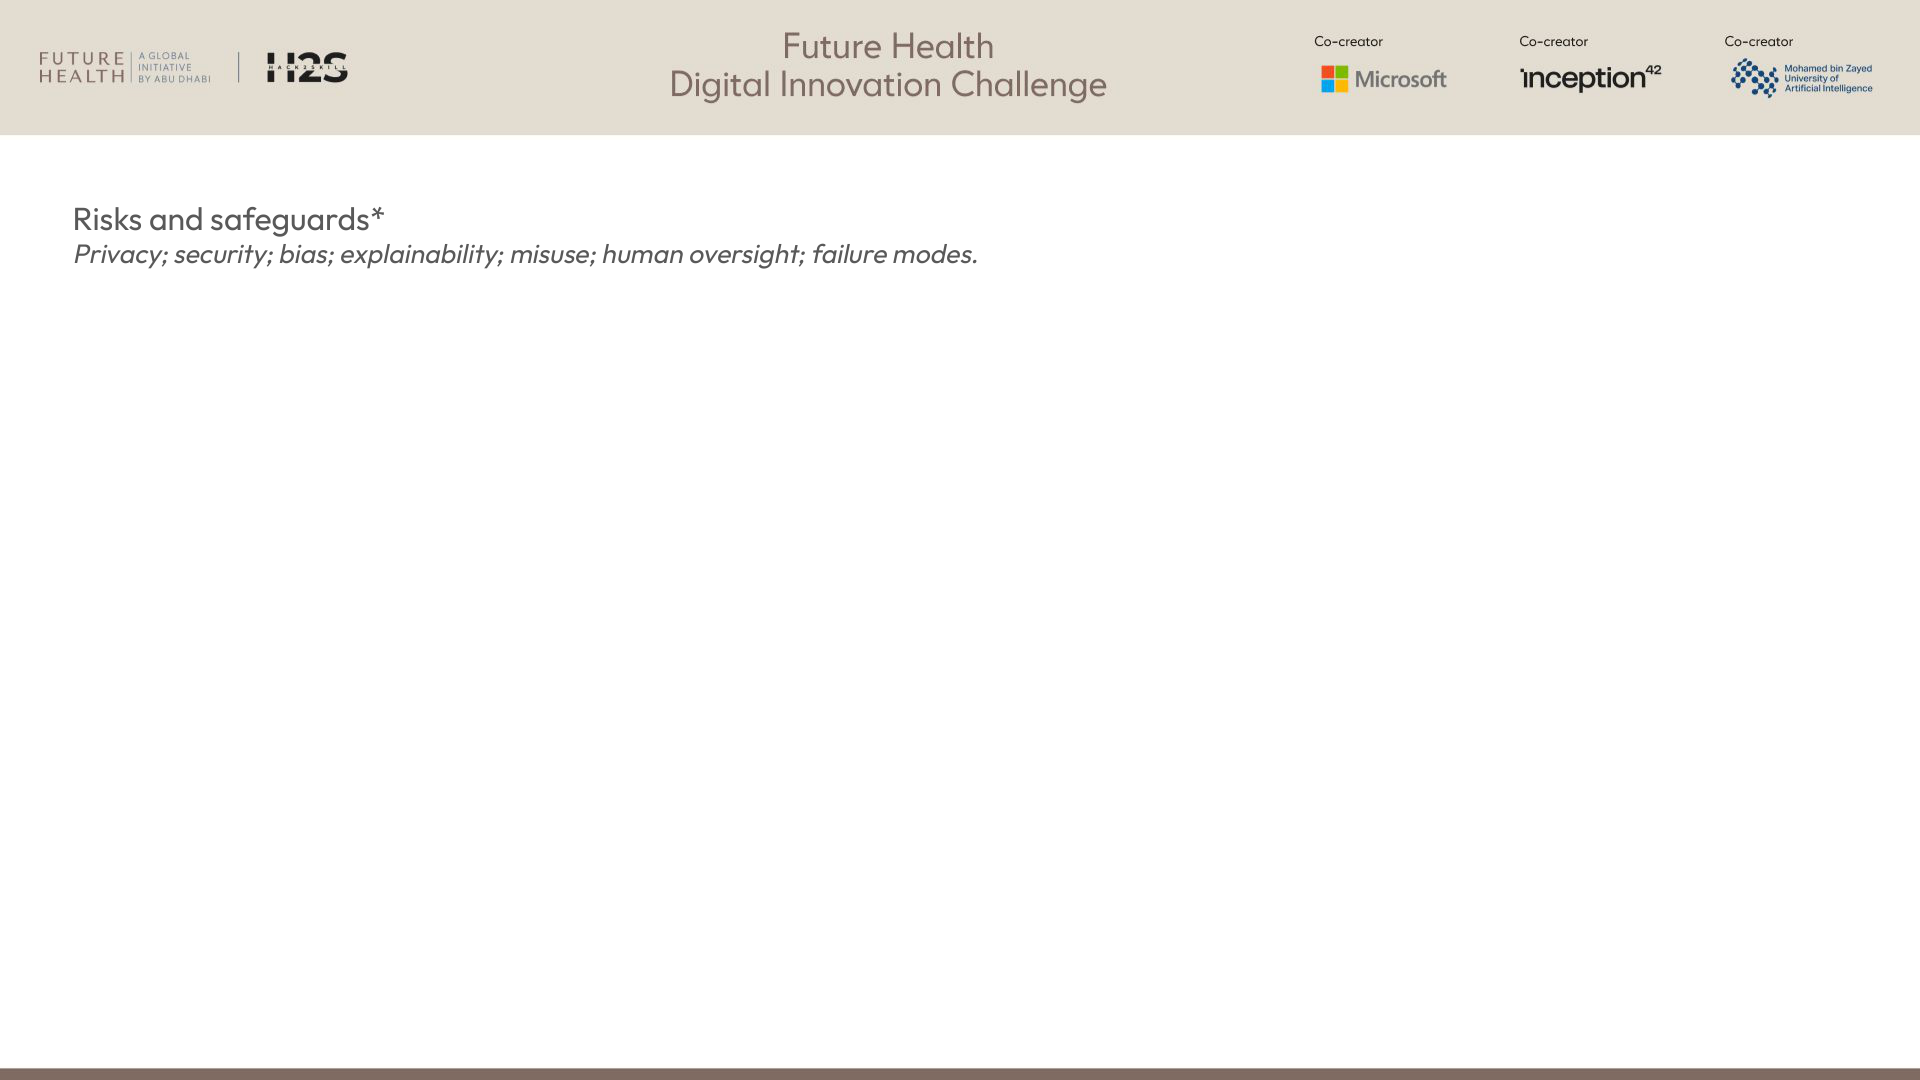 FUTURE
HEALTH
A GLOBAL
INITIATIVE
BY ABU DHABI
H2S
HACK2SKILL
Future Health
Digital Innovation Challenge
Co-creator
Microsoft
Co-creator
inception42
Co-creator
Mohamed bin Zayed
University of
Artificial Intelligence
Risks and safeguards*
Privacy; security; bias; explainability; misuse; human oversight; failure modes.